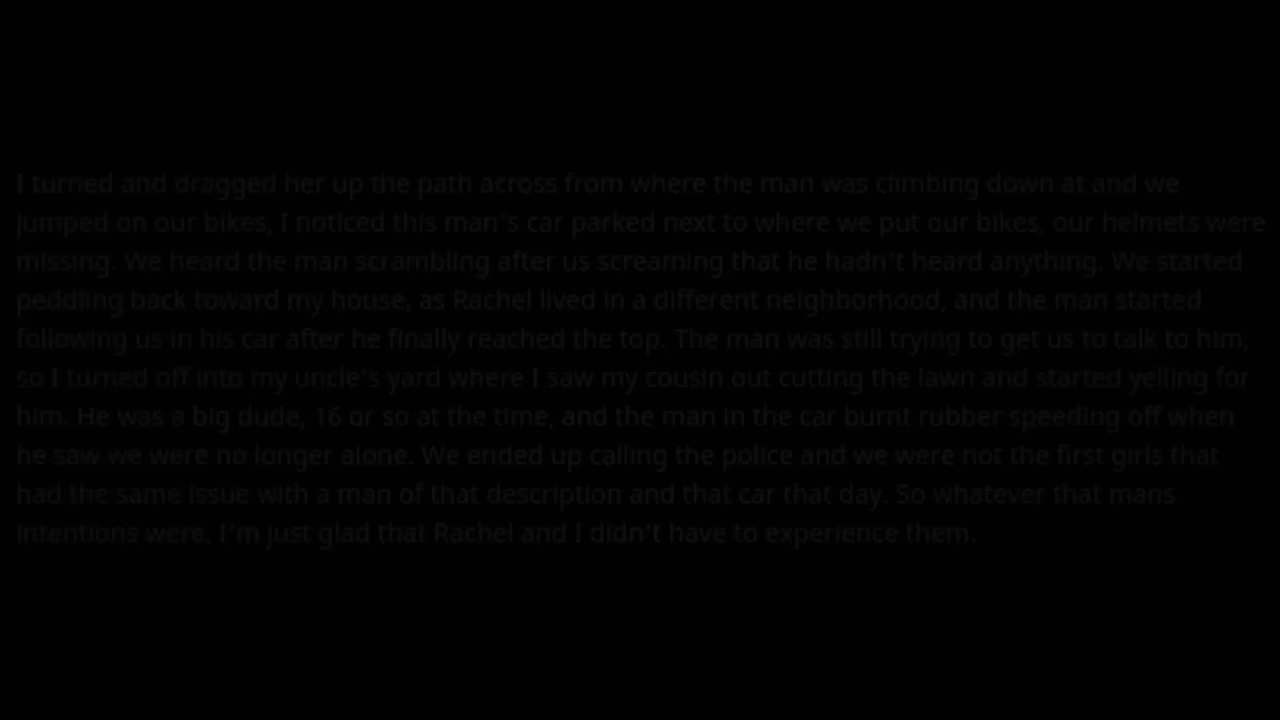 I turned and dragged her up the path across from where the man was climbing down at and we
jumped on our bikes, I noticed this man's car parked next to where we put our bikes, our helmets were
missing. We heard the man scrambling after us screaming that he hadn't heard anything. We started
peddling back toward my house, as Rachel lived in a different neighborhood, and the man started
following us in his car after he finally reached the top. The man was still trying to get us to talk to him,
so I turned off into my uncle's yard where I saw my cousin out cutting the lawn and started yelling for
him. He was a big dude, 16 or so at the time, and the man in the car burnt rubber speeding off when
he saw we were no longer alone. We ended up calling the police and we were not the first girls that
had the same issue with a man of that description and that car that day. So whatever that mans
intentions were, I'm just glad that Rachel and I didn't have to experience them.